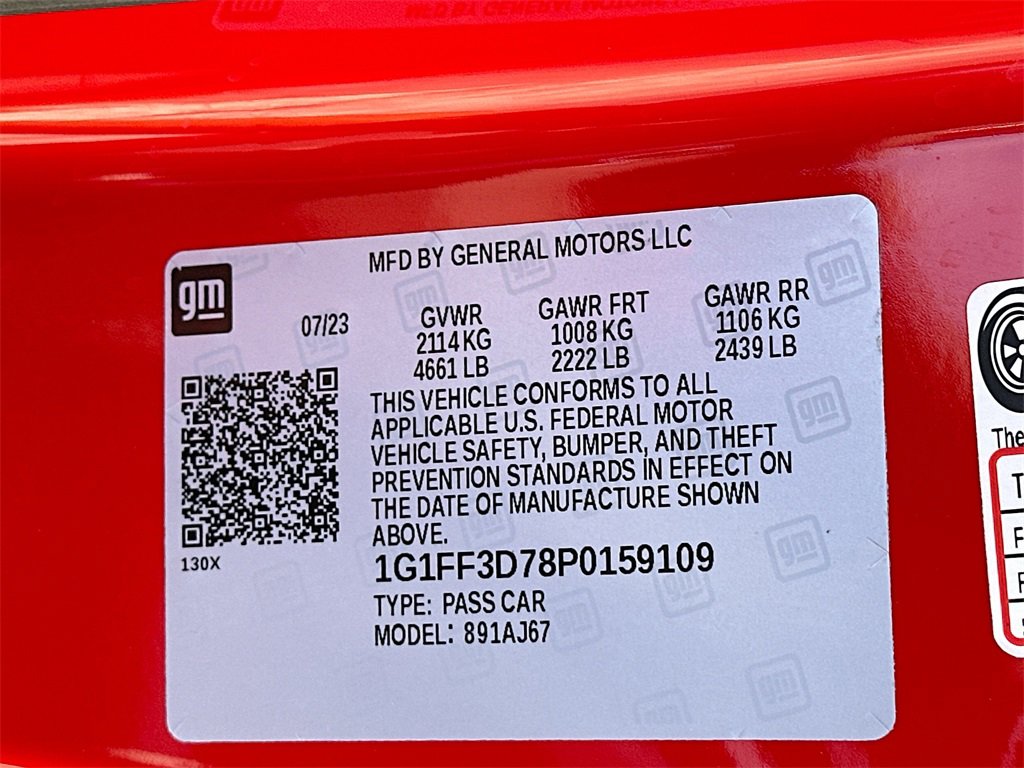 gm
MFD BY GENERAL MOTORS LLC
07/23
GVWR
2114 KG
4661 LB
GAWR FRT
1008 KG
2222 LB
GAWR RR
1106 KG
2439 LB
THIS VEHICLE CONFORMS TO ALL
APPLICABLE U.S. FEDERAL MOTOR
VEHICLE SAFETY, BUMPER, AND THEFT
PREVENTION STANDARDS IN EFFECT ON
THE DATE OF MANUFACTURE SHOWN
ABOVE.
130X
1G1FF3D78P0159109
TYPE: PASS CAR
MODEL: 891AJ67
The
T
F